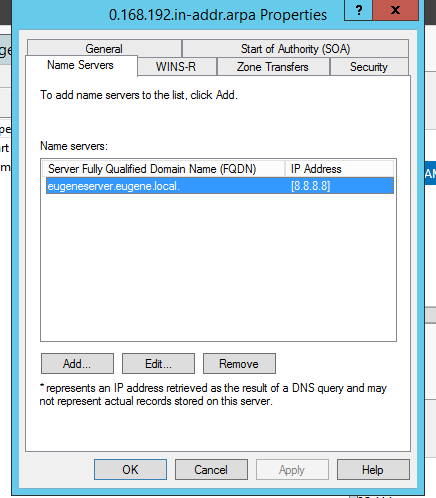 0.168.192.in-addr.arpa Properties
? x
General Start of Authority (SOA)
Name Servers WINS-R Zone Transfers Security
To add name servers to the list, click Add.
Name servers:
Server Fully Qualified Domain Name (FQDN) IP Address
eugeneserver.eugene.local. [8.8.8.8]
Add... Edit... Remove
* represents an IP address retrieved as the result of a DNS query and may
not represent actual records stored on this server.
OK Cancel Apply Help